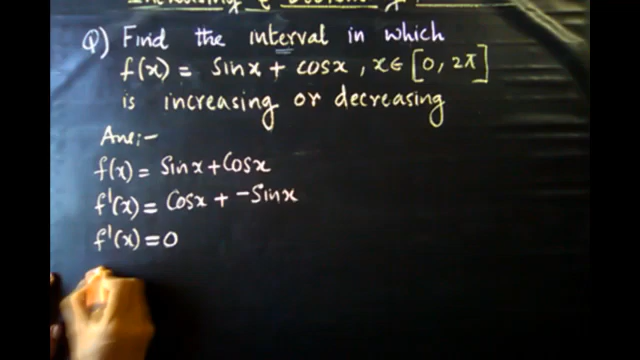 Increasing &
Q) Find the interval in which
f(x) = Sinx + cosx, x∈ [0, 2π]
is increasing or decreasing
Ans:-
f(x) = Sinx + Cosx
f'(x) = Cosx + -Sinx
f'(x) = 0